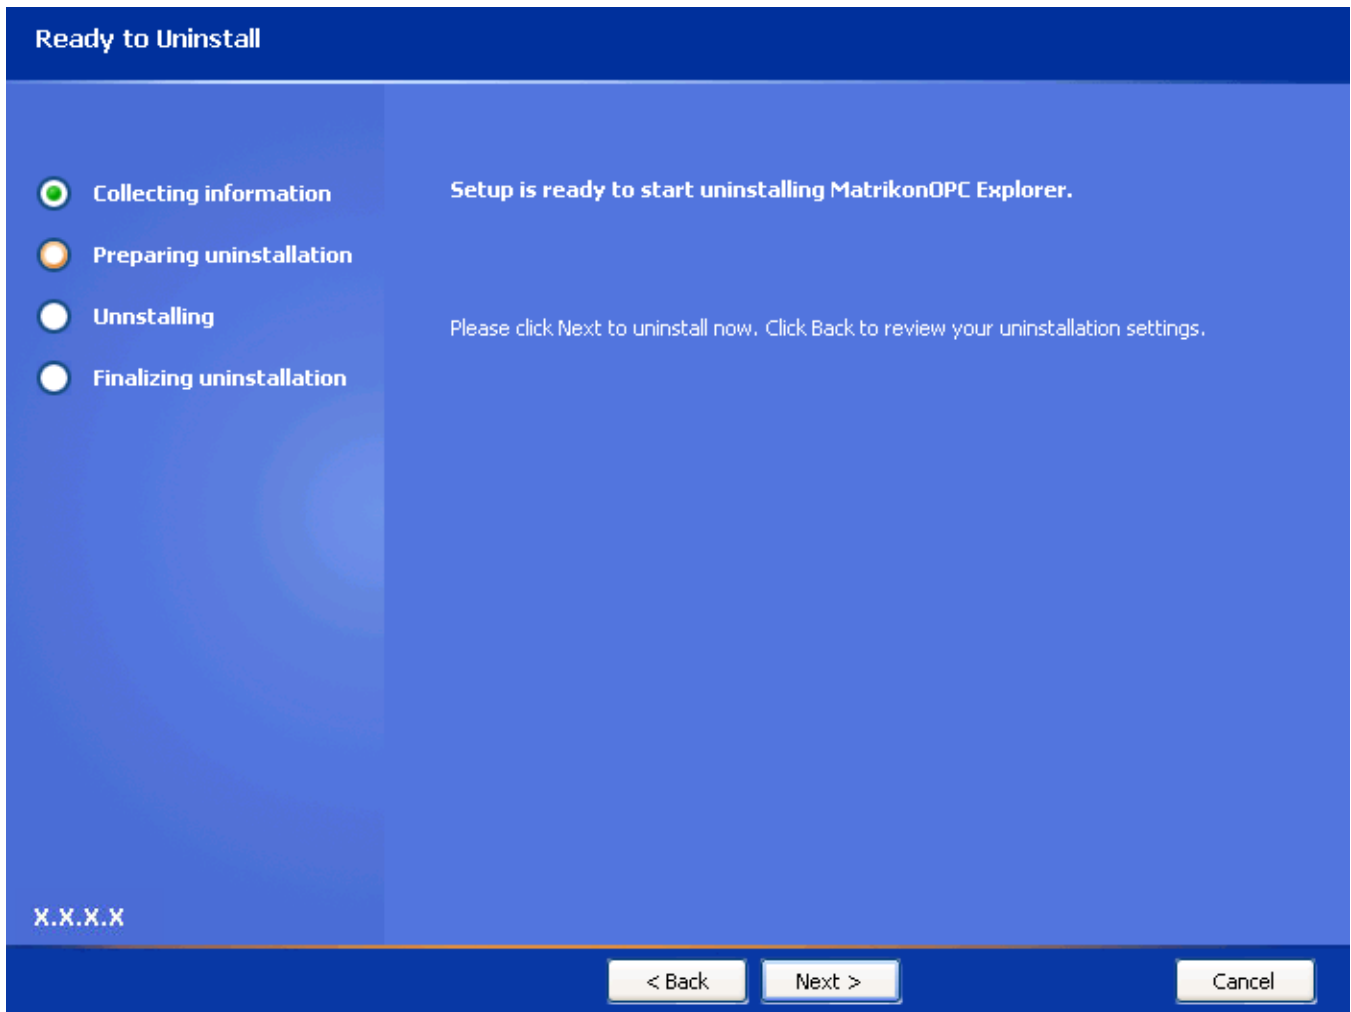 Ready to Uninstall
Collecting information
Preparing uninstallation
Unnstalling
Finalizing uninstallation
Setup is ready to start uninstalling MatrikonOPC Explorer.
Please click Next to uninstall now. Click Back to review your uninstallation settings.
X.X.X.X
< Back
Next >
Cancel